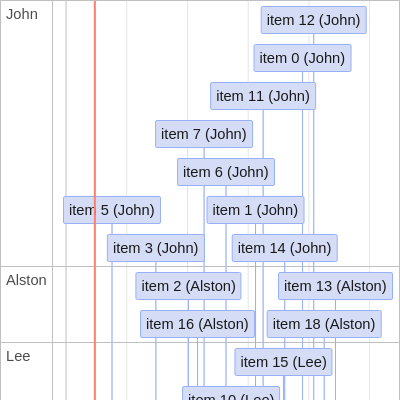 John
item 12 (John)
item 0 (John)
item 11 (John)
item 7 (John)
item 6 (John)
item 5 (John)
item 1 (John)
item 3 (John)
item 14 (John)
Alston
item 2 (Alston)
item 13 (Alston)
item 16 (Alston)
item 18 (Alston)
Lee
item 15 (Lee)
item 10 (Lee)